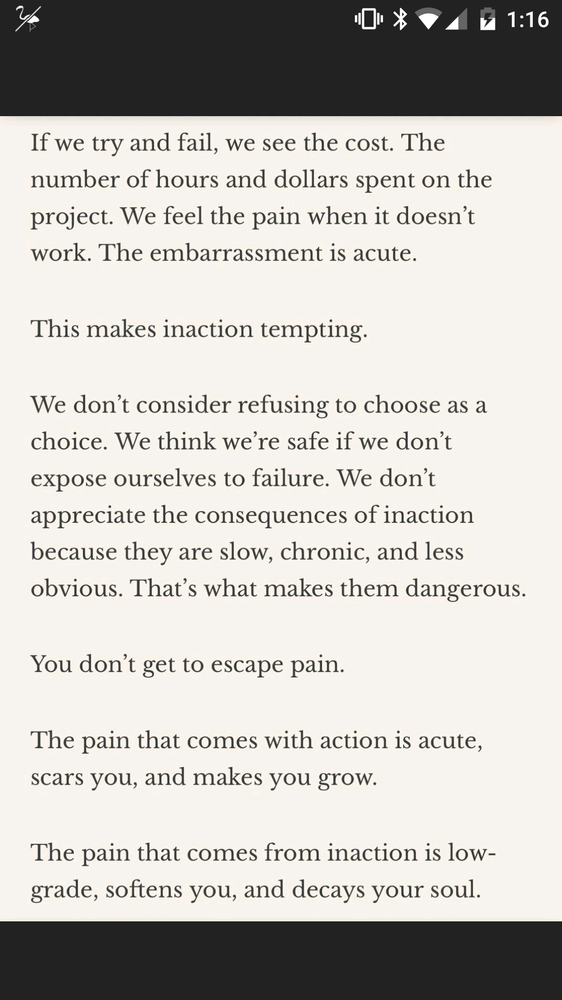 1:16
If we try and fail, we see the cost. The
number of hours and dollars spent on the
project. We feel the pain when it doesn’t
work. The embarrassment is acute.
This makes inaction tempting.
We don’t consider refusing to choose as a
choice. We think we’re safe if we don’t
expose ourselves to failure. We don’t
appreciate the consequences of inaction
because they are slow, chronic, and less
obvious. That’s what makes them dangerous.
You don’t get to escape pain.
The pain that comes with action is acute,
scars you, and makes you grow.
The pain that comes from inaction is low-
grade, softens you, and decays your soul.